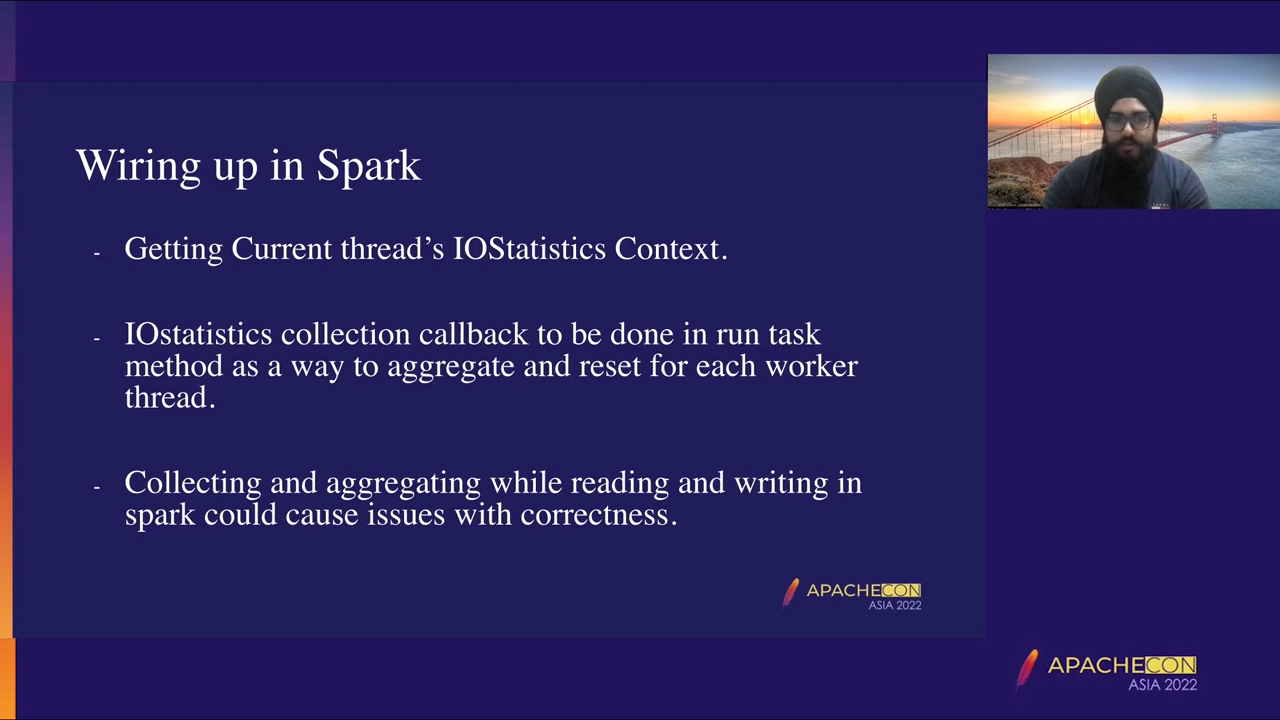 Wiring up in Spark
- Getting Current thread’s IOStatistics Context.
- IOstatistics collection callback to be done in run task
method as a way to aggregate and reset for each worker
thread.
- Collecting and aggregating while reading and writing in
spark could cause issues with correctness.
APACHECON
ASIA 2022
APACHECON
ASIA 2022